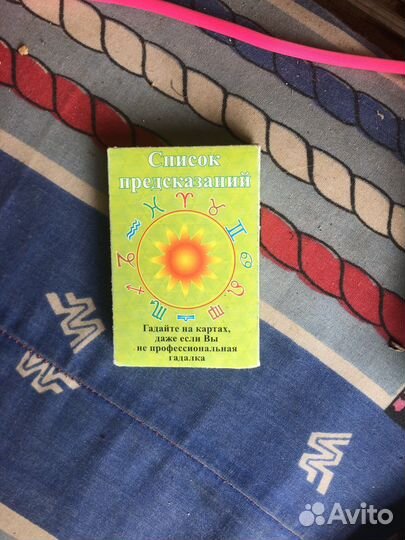 Список
предсказаний
Гадайте на картах,
даже если Вы
не профессиональная
гадалка
Avito